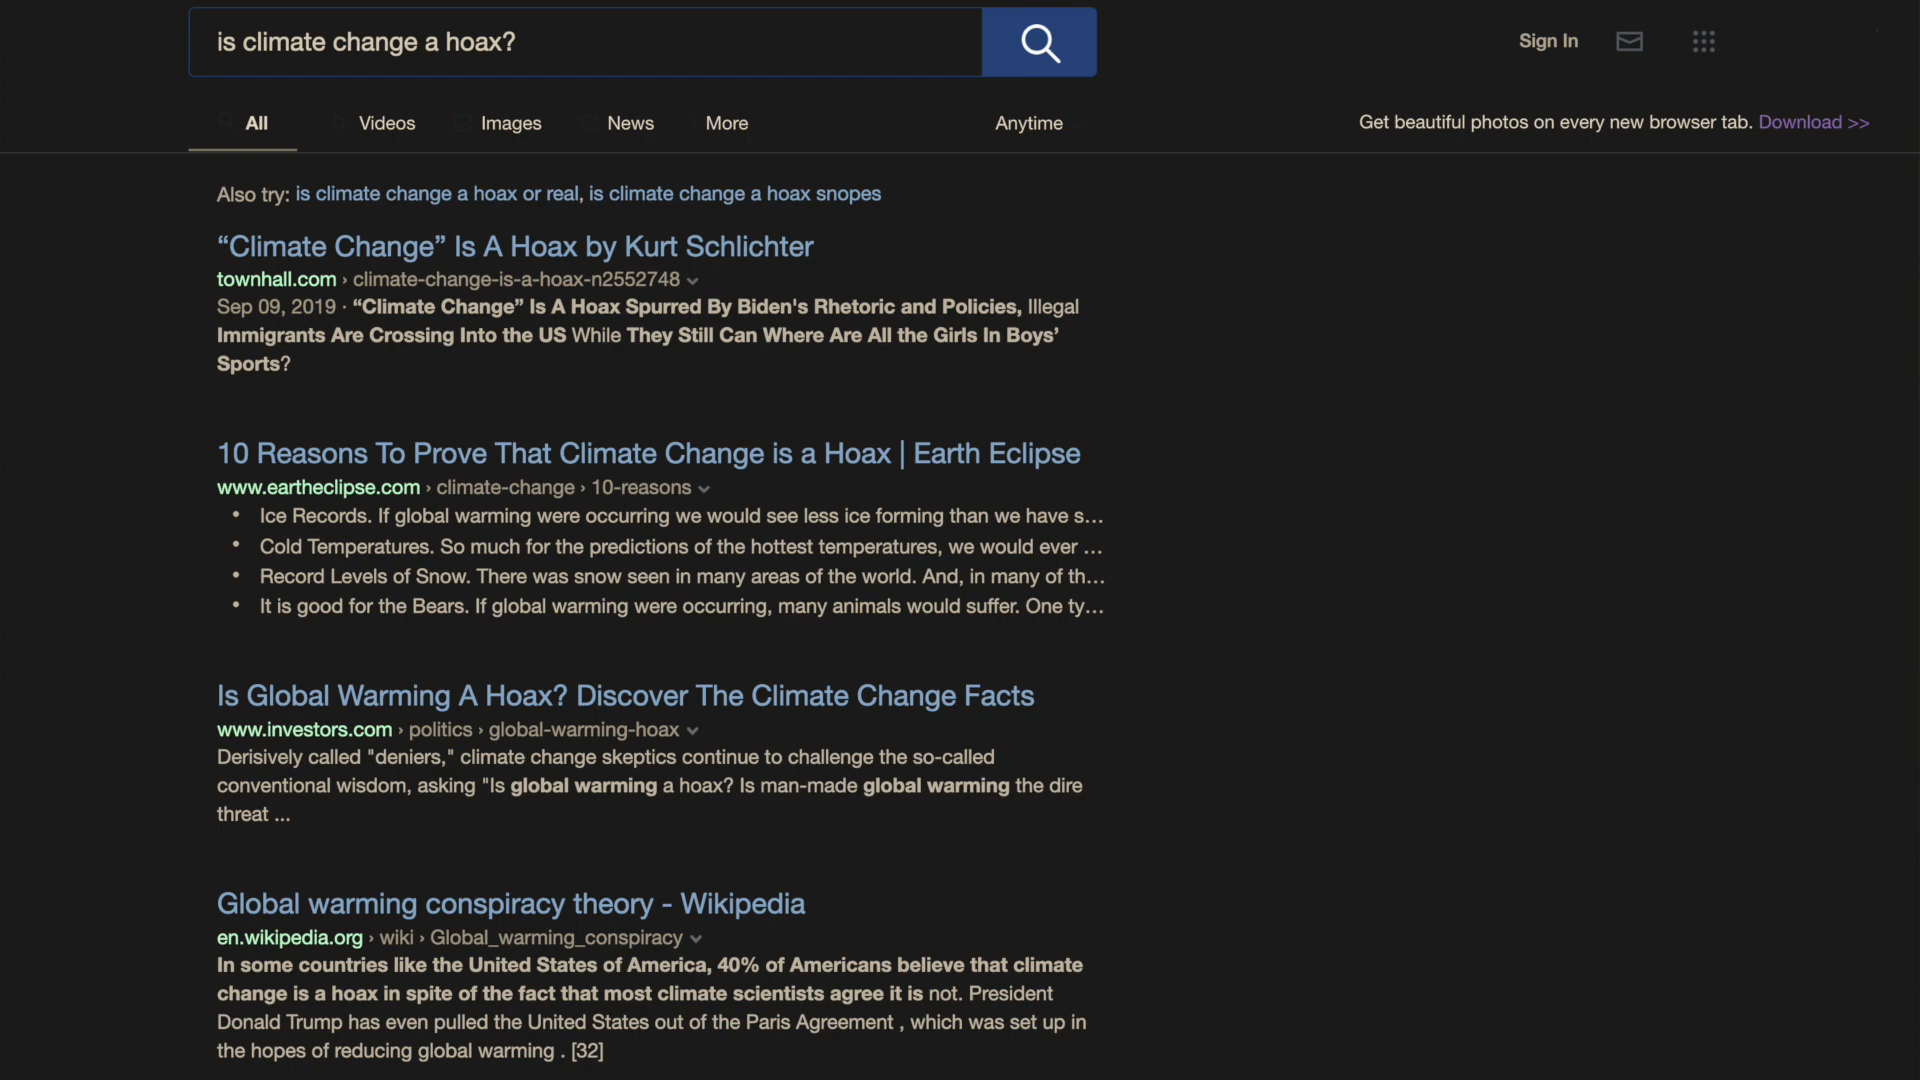 is climate change a hoax?
Sign In
All Videos Images News More Anytime
Get beautiful photos on every new browser tab. Download >>
Also try: is climate change a hoax or real, is climate change a hoax snopes
“Climate Change” Is A Hoax by Kurt Schlichter
townhall.com › climate-change-is-a-hoax-n2552748
Sep 09, 2019 · “Climate Change” Is A Hoax Spurred By Biden's Rhetoric and Policies, Illegal
Immigrants Are Crossing Into the US While They Still Can Where Are All the Girls In Boys’
Sports?
10 Reasons To Prove That Climate Change is a Hoax | Earth Eclipse
www.eartheclipse.com › climate-change › 10-reasons
• Ice Records. If global warming were occurring we would see less ice forming than we have s...
• Cold Temperatures. So much for the predictions of the hottest temperatures, we would ever ...
• Record Levels of Snow. There was snow seen in many areas of the world. And, in many of th...
• It is good for the Bears. If global warming were occurring, many animals would suffer. One ty...
Is Global Warming A Hoax? Discover The Climate Change Facts
www.investors.com › politics › global-warming-hoax
Derisively called "deniers," climate change skeptics continue to challenge the so-called
conventional wisdom, asking "Is global warming a hoax? Is man-made global warming the dire
threat ...
Global warming conspiracy theory - Wikipedia
en.wikipedia.org › wiki › Global_warming_conspiracy
In some countries like the United States of America, 40% of Americans believe that climate
change is a hoax in spite of the fact that most climate scientists agree it is not. President
Donald Trump has even pulled the United States out of the Paris Agreement , which was set up in
the hopes of reducing global warming . [32]